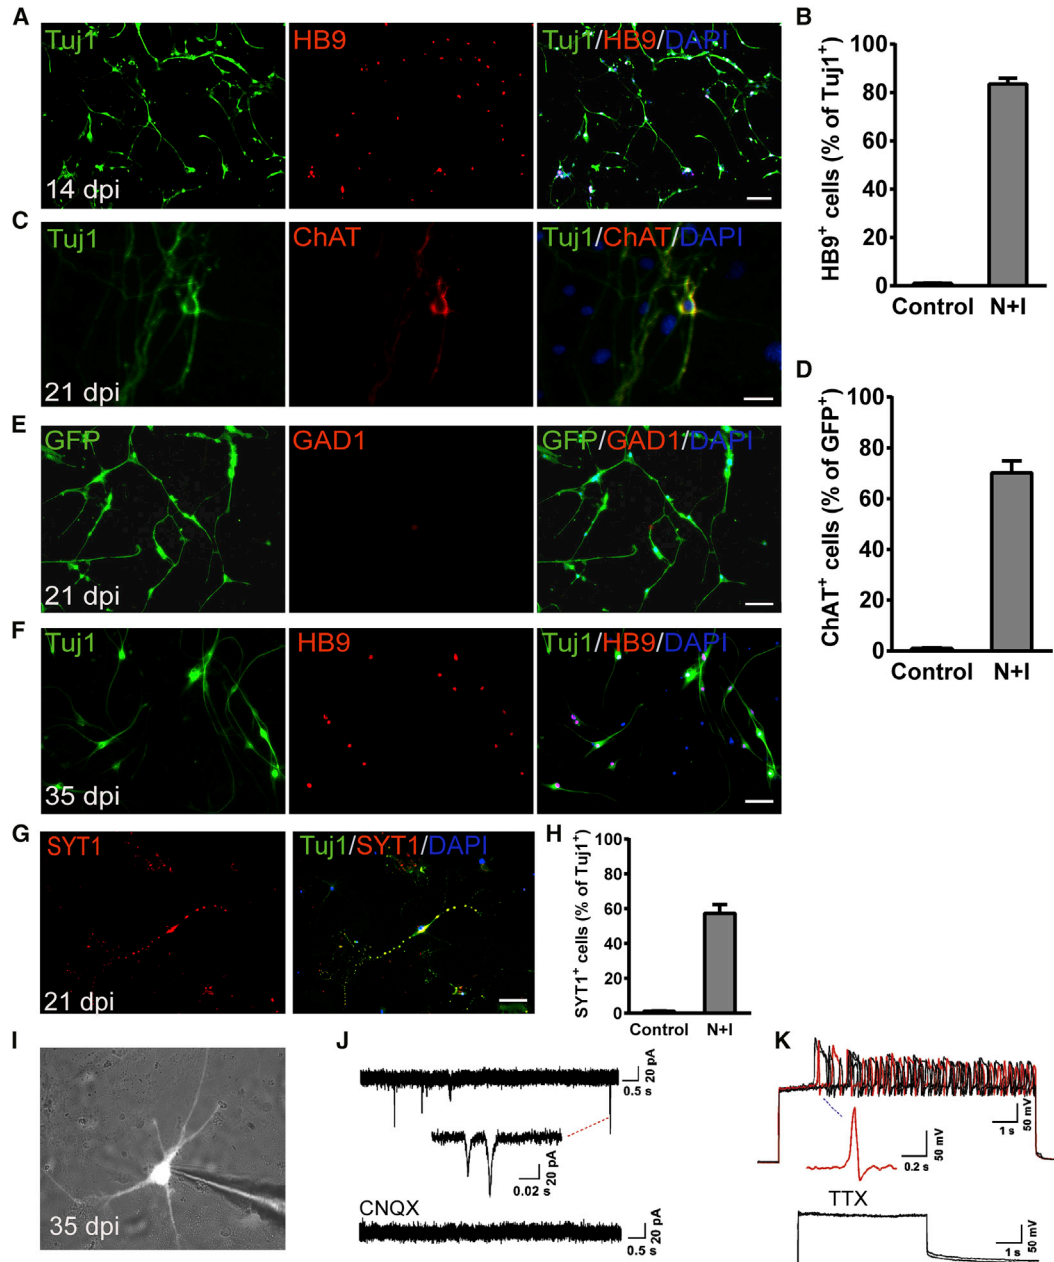 A
Tuj1
HB9
Tuj1/HB9/DAPI
14 dpi
B
HB9+ cells (% of Tuj1+)
100
80
60
40
20
0
Control N+I
C
Tuj1
ChAT
Tuj1/ChAT/DAPI
21 dpi
D
ChAT+ cells (% of GFP+)
100
80
60
40
20
0
Control N+I
E
GFP
GAD1
GFP/GAD1/DAPI
21 dpi
F
Tuj1
HB9
Tuj1/HB9/DAPI
35 dpi
G
SYT1
Tuj1/SYT1/DAPI
21 dpi
H
SYT1+ cells (% of Tuj1+)
100
80
60
40
20
0
Control N+I
I
35 dpi
J
20 pA
0.5 s
20 pA
0.02 s
CNQX
20 pA
0.5 s
K
50 mV
1 s
50 mV
0.2 s
TTX
50 mV
1 s